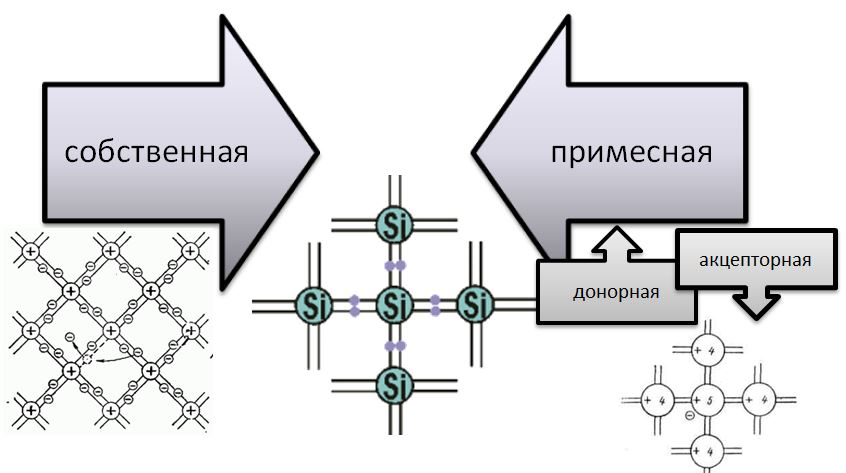 собственная
примесная
Si
Si Si Si
Si
донорная
акцепторная
+ 4
+ 4 + 5 + 4
+ 4